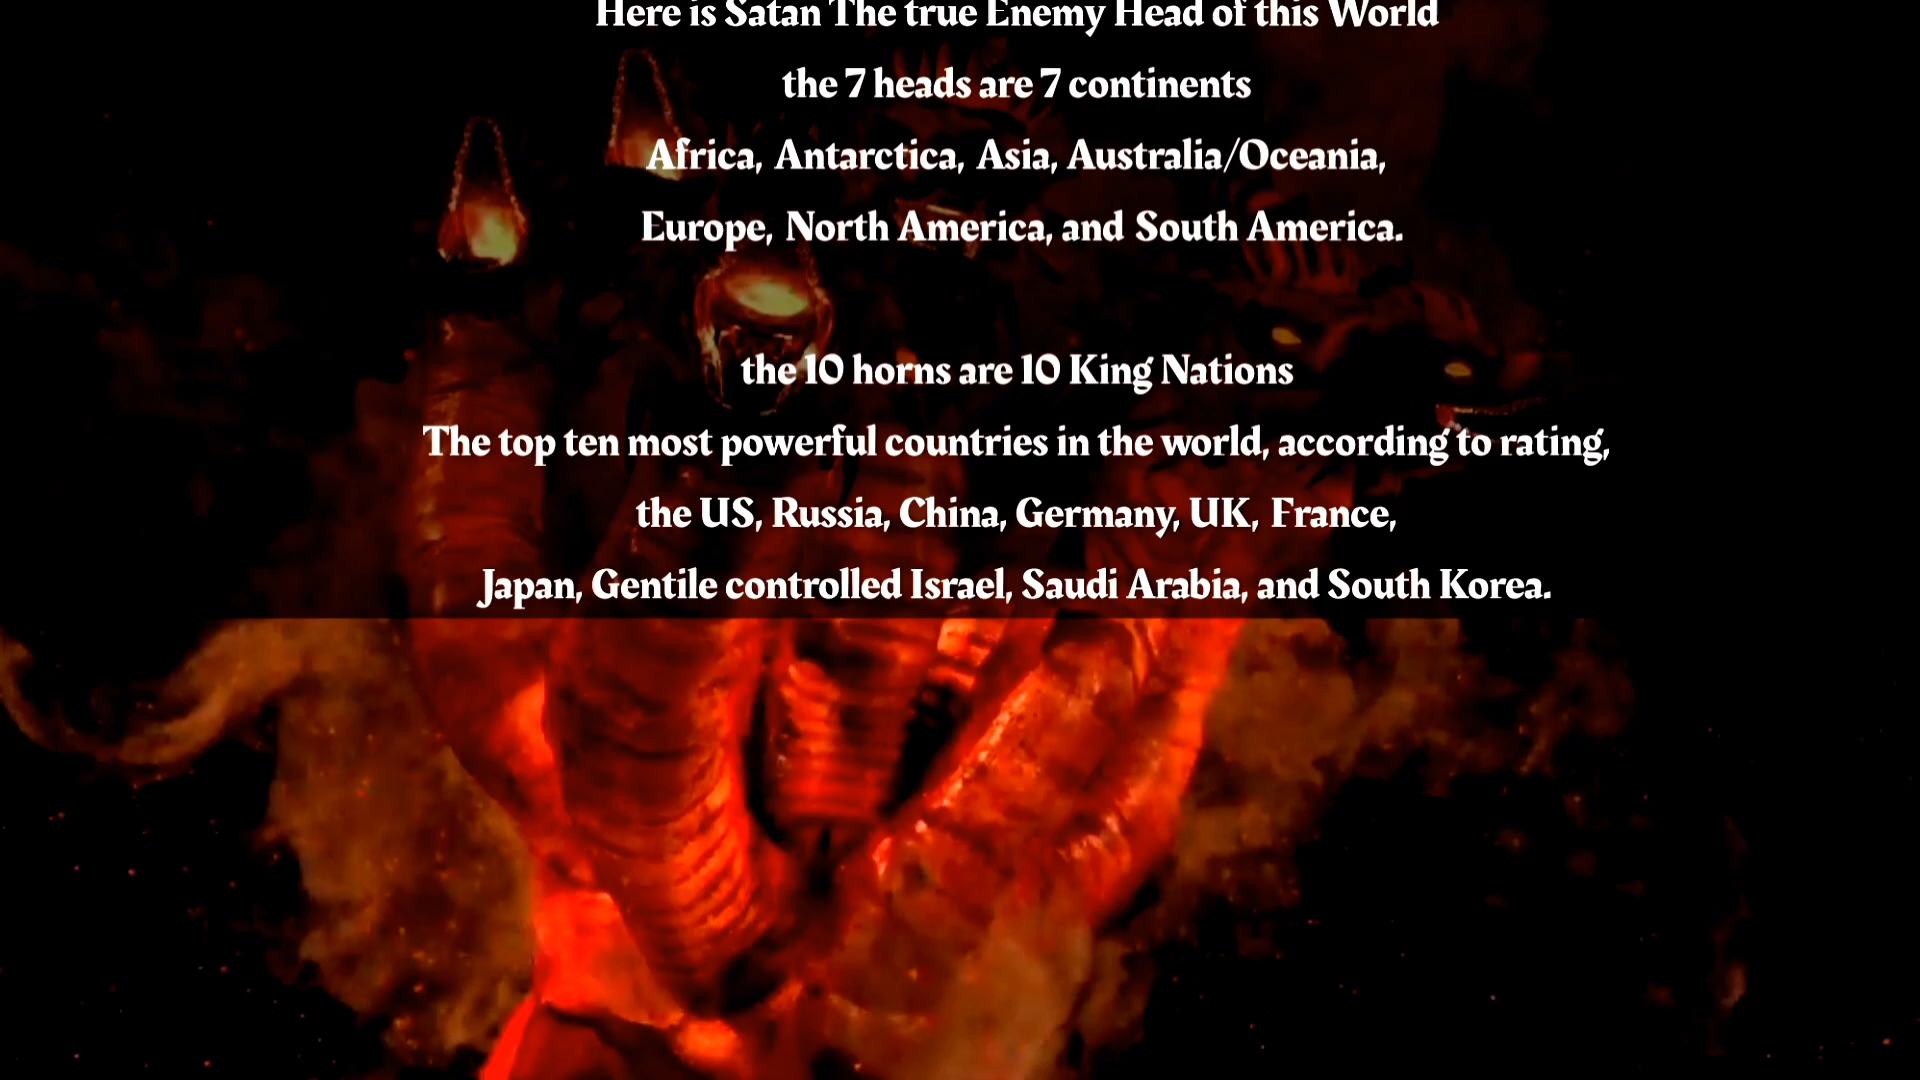 Here is Satan The true Enemy Head of this World
the 7 heads are 7 continents
Africa, Antarctica, Asia, Australia/Oceania,
Europe, North America, and South America.
the 10 horns are 10 King Nations
The top ten most powerful countries in the world, according to rating,
the US, Russia, China, Germany, UK, France,
Japan, Gentile controlled Israel, Saudi Arabia, and South Korea.